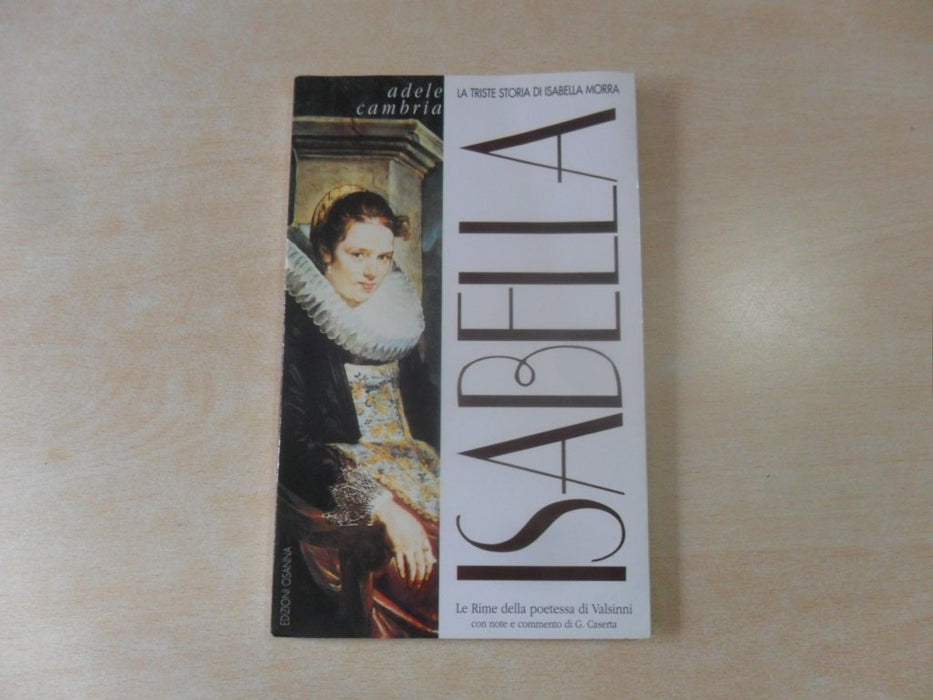 adele
cambria
LA TRISTE STORIA DI ISABELLA MORRA
ISABELLA
EDIZIONI OSANNA
Le Rime della poetessa di Valsinni
con note e commento di G. Caserta